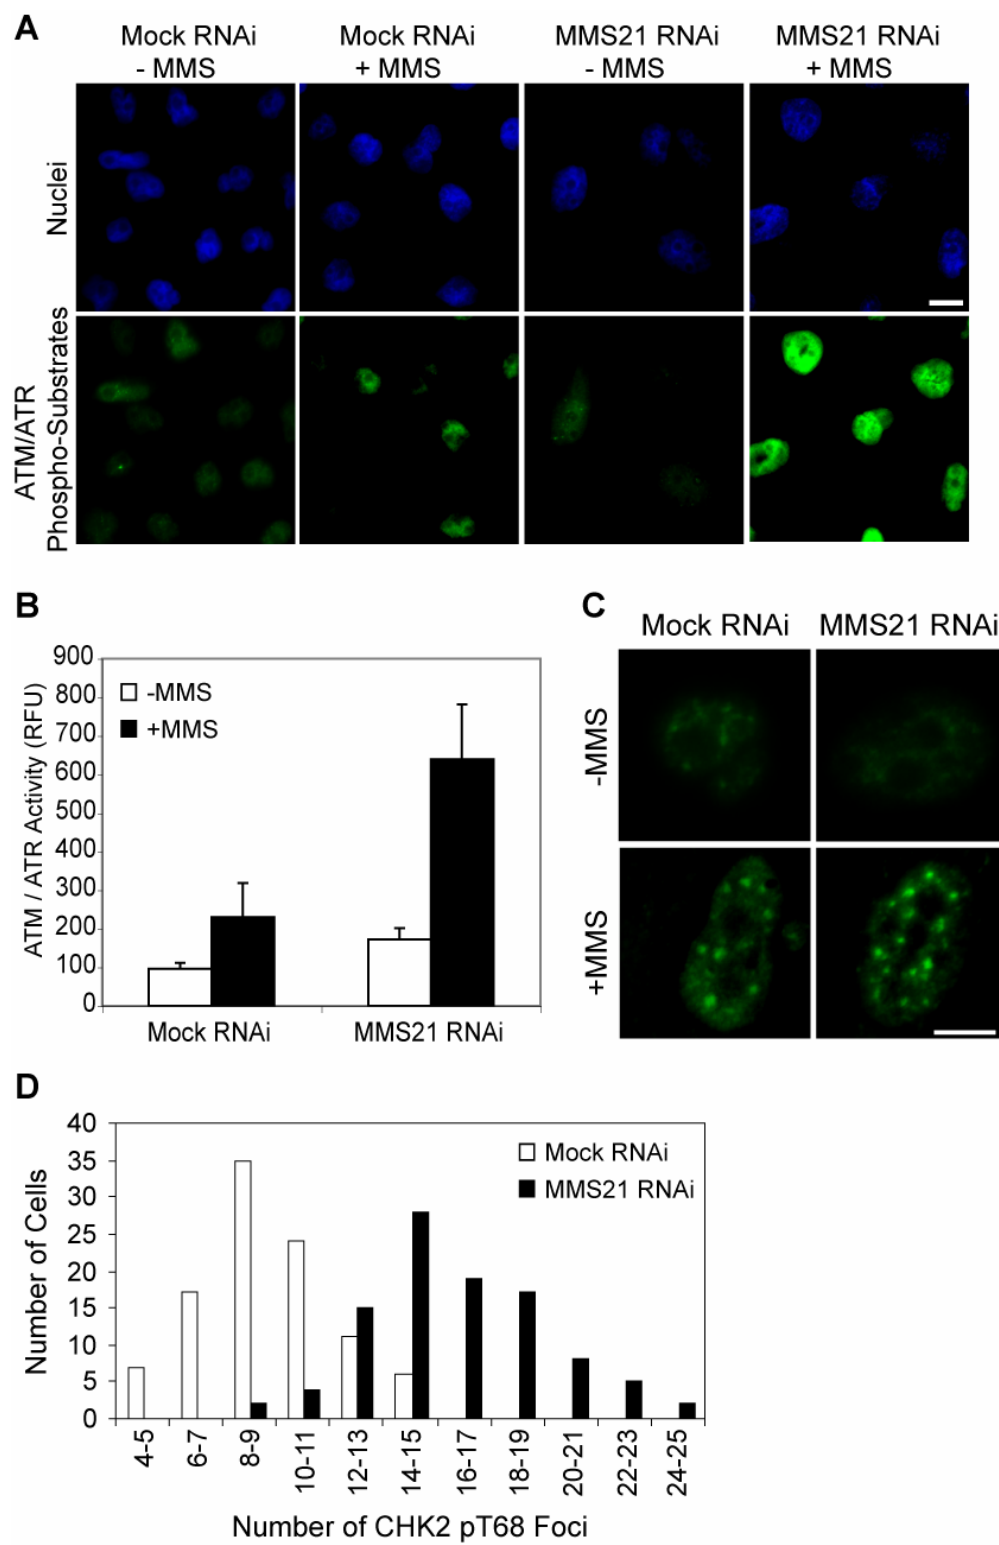 A
Mock RNAi - MMS
Mock RNAi + MMS
MMS21 RNAi - MMS
MMS21 RNAi + MMS
Nuclei
ATM/ATR Phospho-Substrates
B
900
800
700
600
500
400
300
200
100
0
ATM / ATR Activity (RFU)
-MMS
+MMS
Mock RNAi
MMS21 RNAi
C
Mock RNAi
MMS21 RNAi
-MMS
+MMS
D
40
35
30
25
20
15
10
5
0
Number of Cells
Mock RNAi
MMS21 RNAi
4-5
6-7
8-9
10-11
12-13
14-15
16-17
18-19
20-21
22-23
24-25
Number of CHK2 pT68 Foci